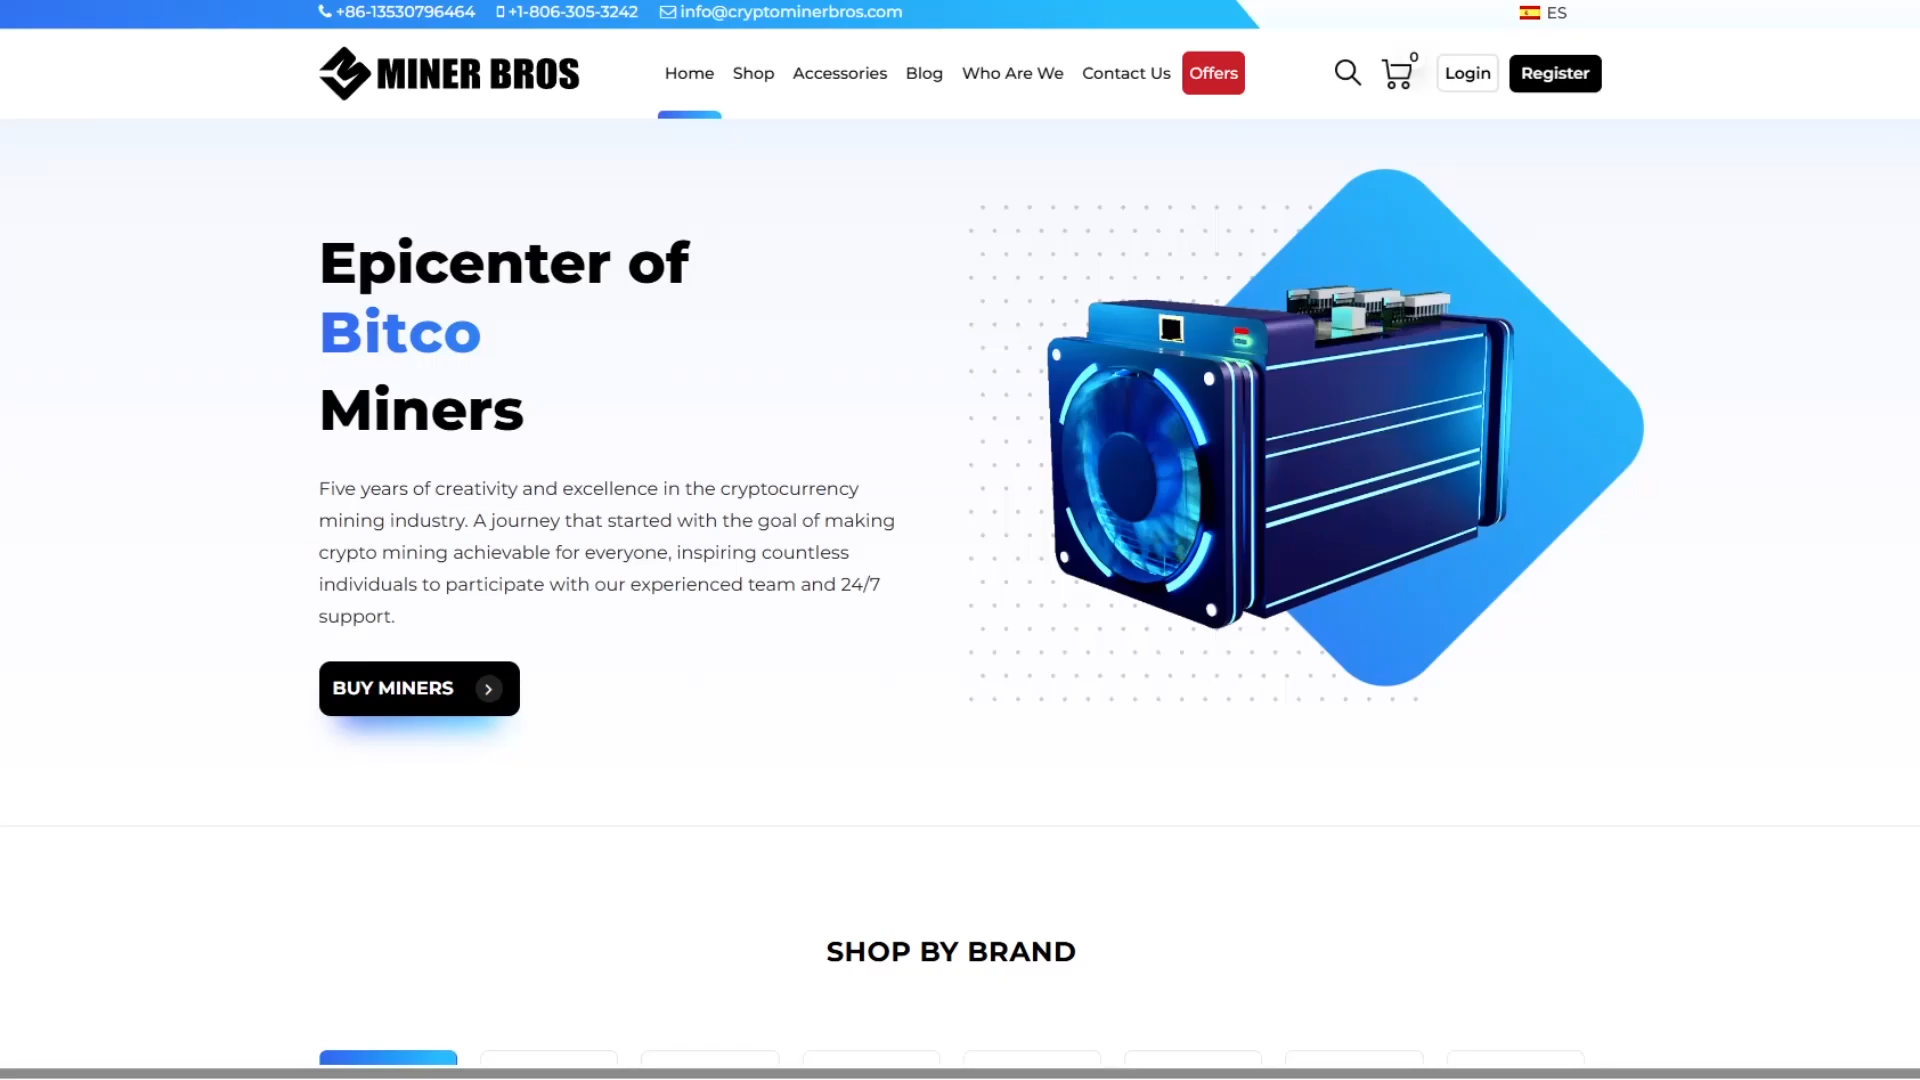 +86-13530796464 +1-806-305-3242 info@cryptominerbros.com ES
MINER BROS Home Shop Accessories Blog Who Are We Contact Us Offers 0 Login Register
Epicenter of
Bitco
Miners
Five years of creativity and excellence in the cryptocurrency
mining industry. A journey that started with the goal of making
crypto mining achievable for everyone, inspiring countless
individuals to participate with our experienced team and 24/7
support.
BUY MINERS
SHOP BY BRAND